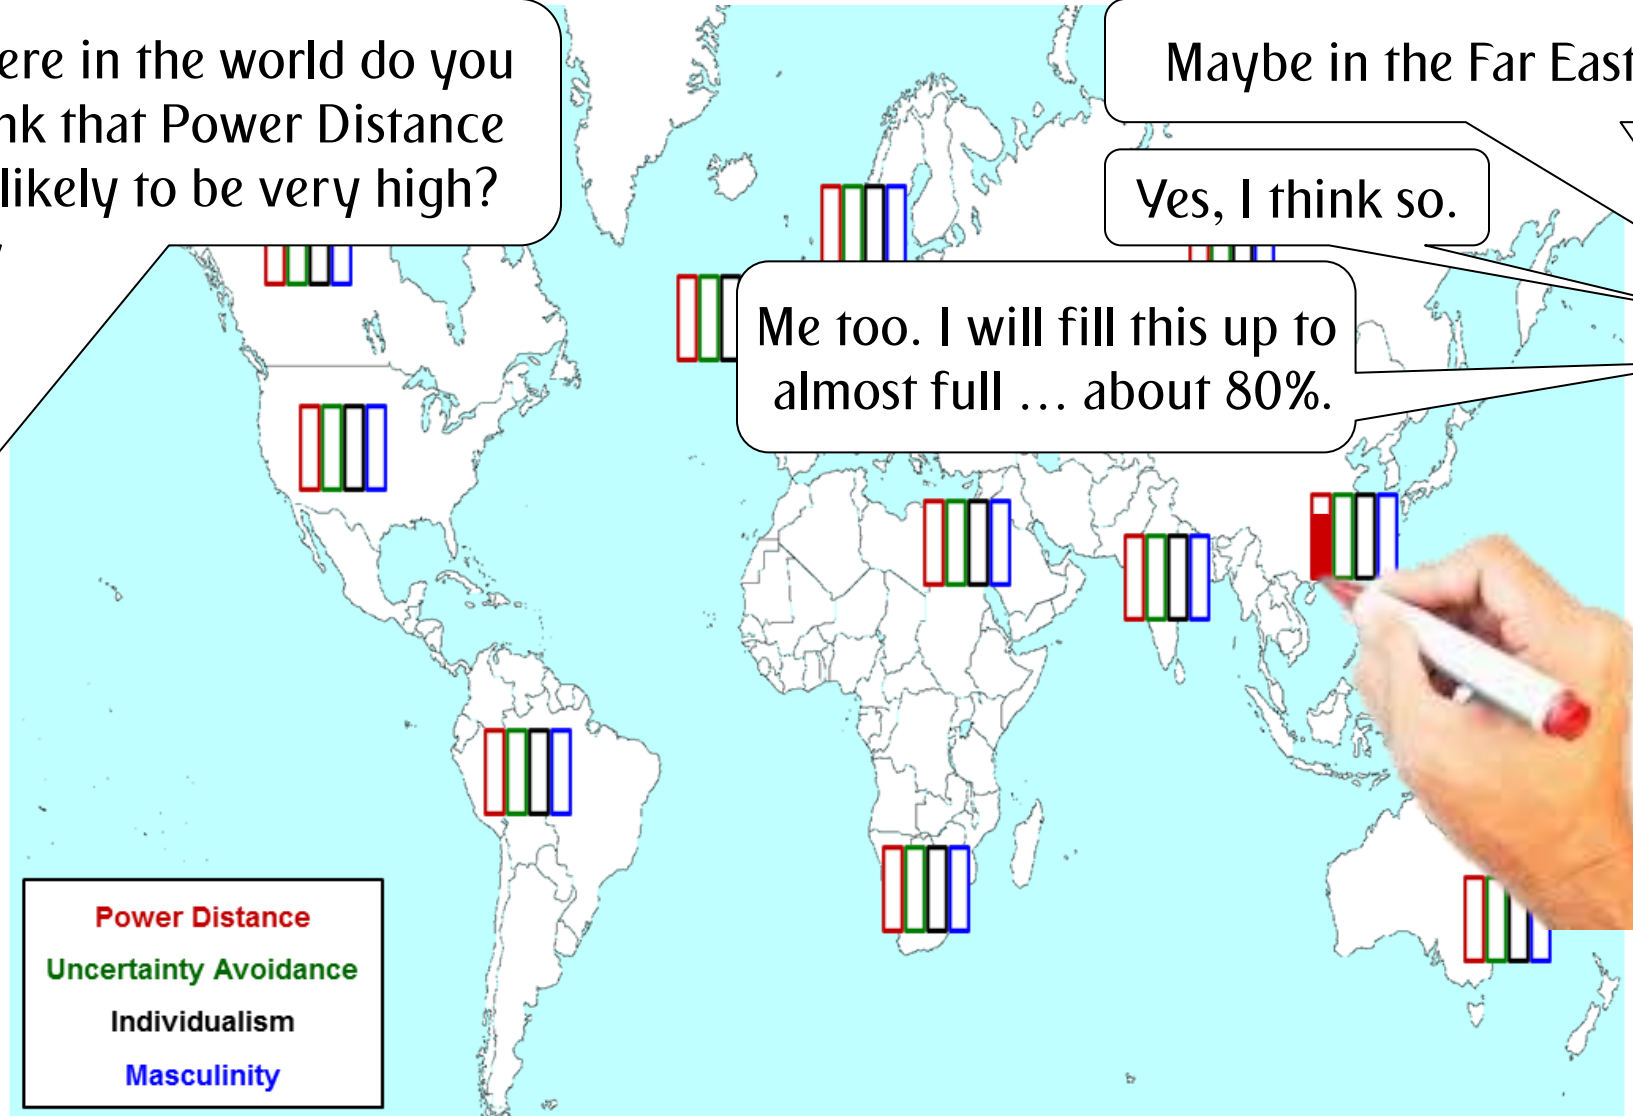 ere in the world do you
nk that Power Distance
likely to be very high?
Maybe in the Far East
Yes, I think so.
Me too. I will fill this up to
almost full … about 80%.
Power Distance
Uncertainty Avoidance
Individualism
Masculinity